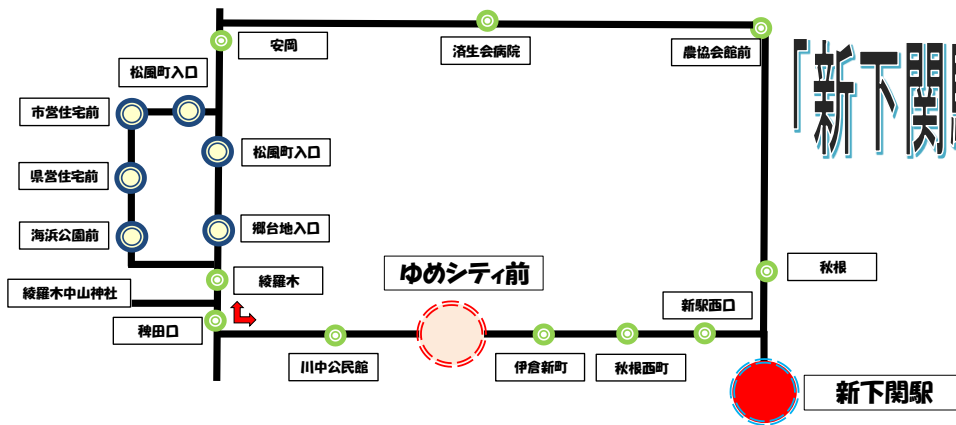 安岡
済生会病院
農協会館前
「新下関
松風町入口
市営住宅前
松風町入口
県営住宅前
海浜公園前
郷台地入口
ゆめシティ前
秋根
綾羅木
綾羅木中山神社
新駅西口
稗田口
川中公民館
伊倉新町
秋根西町
新下関駅